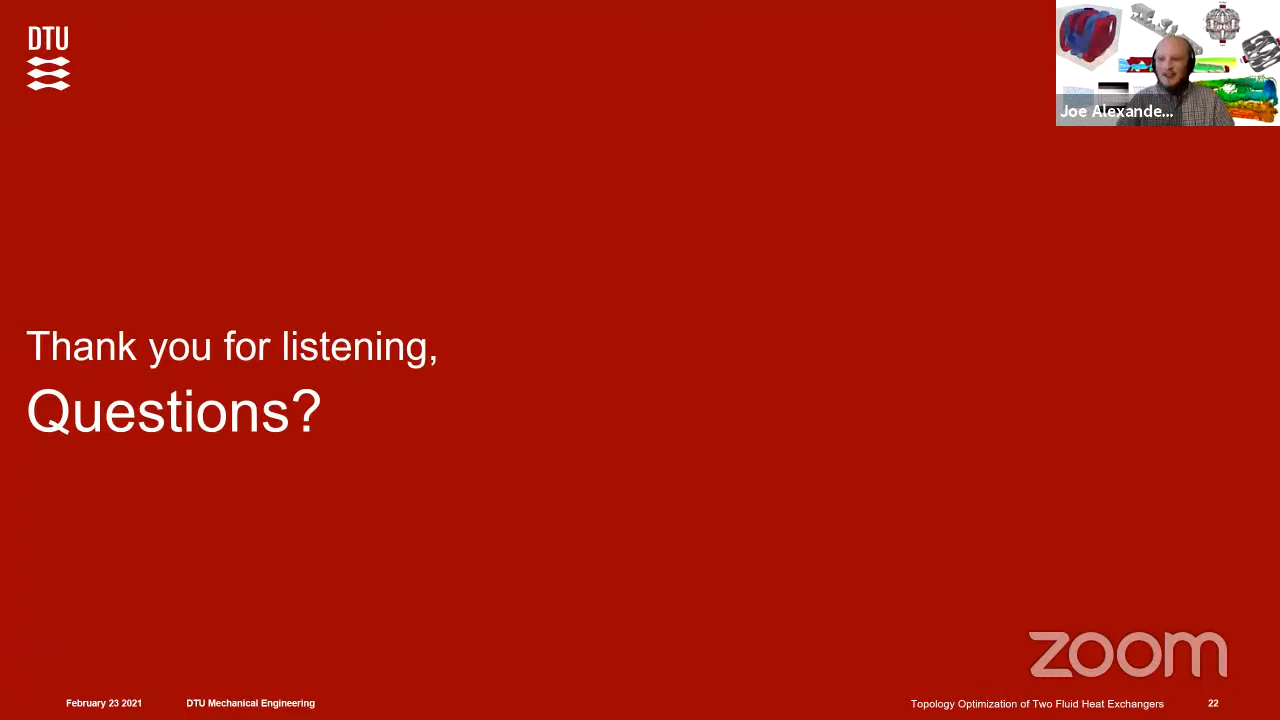 DTU
Joe Alexande...
Thank you for listening,
Questions?
zoom
February 23 2021
DTU Mechanical Engineering
Topology Optimization of Two Fluid Heat Exchangers
22